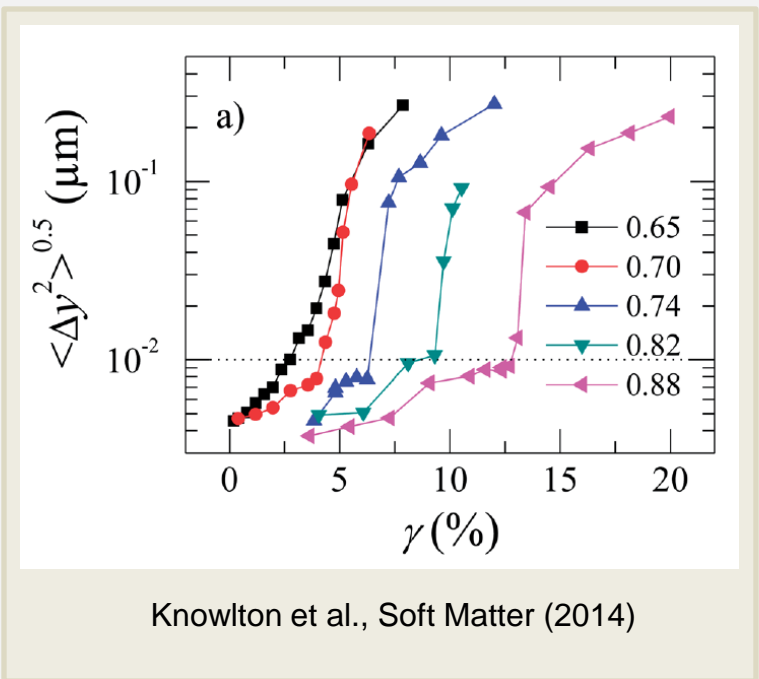 a)
<Δy²>^0.5 (μm)
10⁻¹
10⁻²
0.65
0.70
0.74
0.82
0.88
0 5 10 15 20
γ (%)
Knowlton et al., Soft Matter (2014)